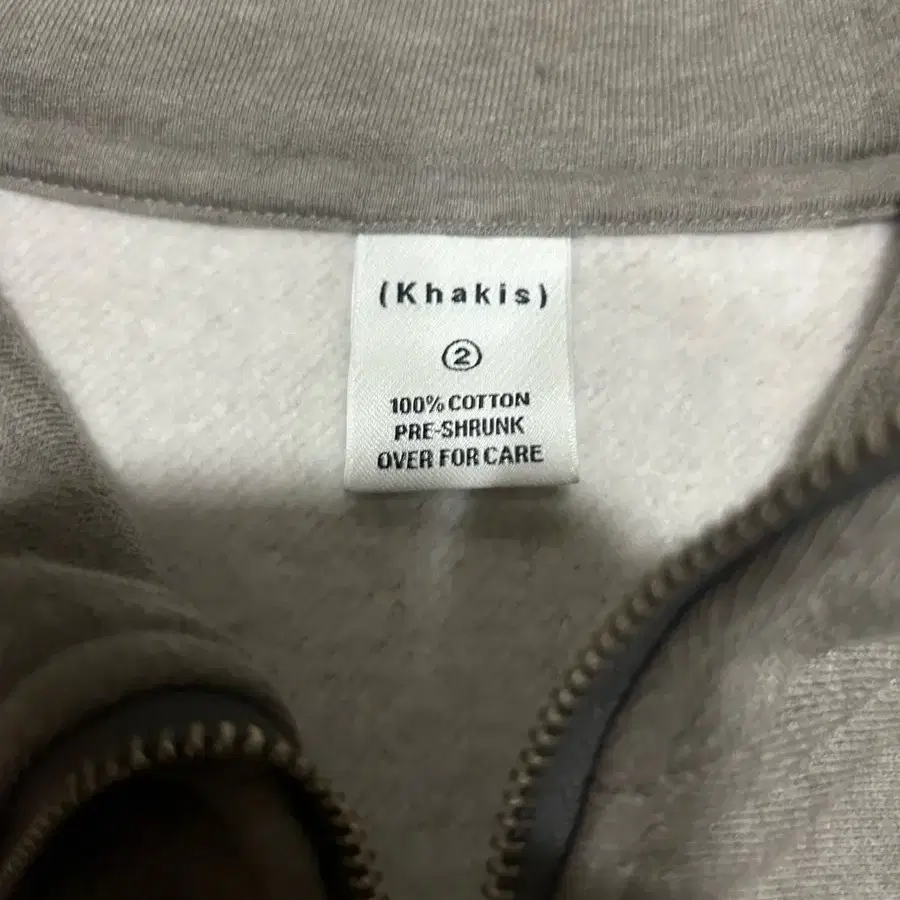 (Khakis)
②
100% COTTON
PRE-SHRUNK
OVER FOR CARE